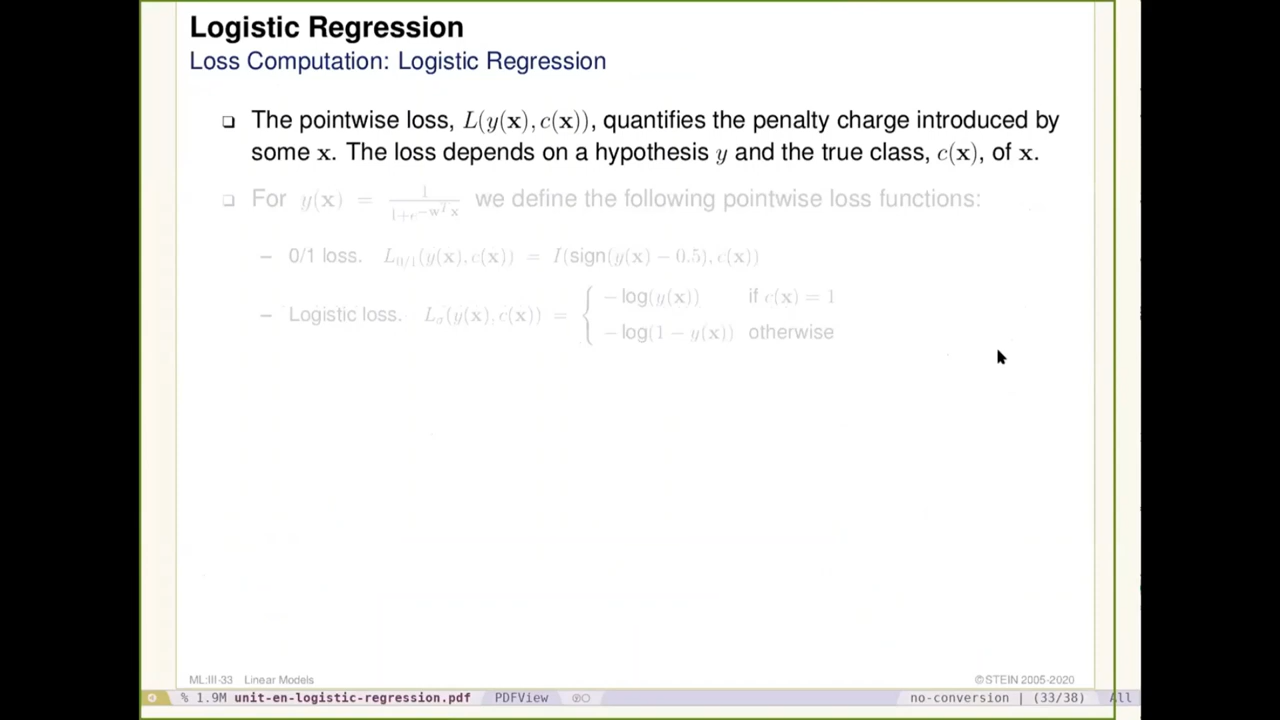 Logistic Regression
Loss Computation: Logistic Regression
❑ The pointwise loss, L(y(x), c(x)), quantifies the penalty charge introduced by
some x. The loss depends on a hypothesis y and the true class, c(x), of x.
❑ For y(x) = 1/(1+e^{−w^T x}) we define the following pointwise loss functions:
– 0/1 loss. L_{0/1}(y(x), c(x)) = I(sign(y(x) − 0.5), c(x))
– Logistic loss. L_σ(y(x), c(x)) = { −log(y(x)) if c(x) = 1
−log(1 − y(x)) otherwise
ML:III-33 Linear Models ©STEIN 2005-2020
% 1.9M unit-en-logistic-regression.pdf PDFView no-conversion | (33/38) All